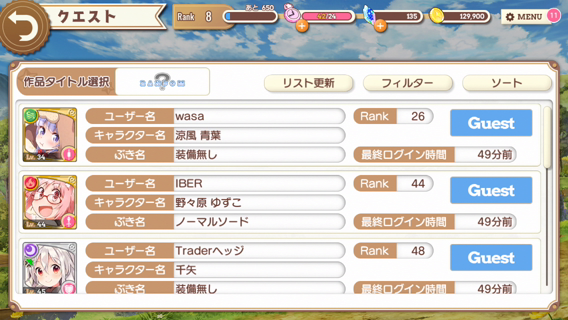 クエスト
Rank 8
あと 650
42/24
135
129,900
MENU
11
作品タイトル選択
RANDOM
?
リスト更新
フィルター
ソート
ユーザー名 wasa
Rank 26
キャラクター名 涼風 青葉
ぶき名 装備無し
最終ログイン時間 49分前
Lv. 34
Guest
ユーザー名 IBER
Rank 44
キャラクター名 野々原 ゆずこ
ぶき名 ノーマルソード
最終ログイン時間 49分前
Lv. 44
Guest
ユーザー名 Traderヘッジ
Rank 48
キャラクター名 千矢
ぶき名 装備無し
最終ログイン時間 49分前
Lv. 45
Guest